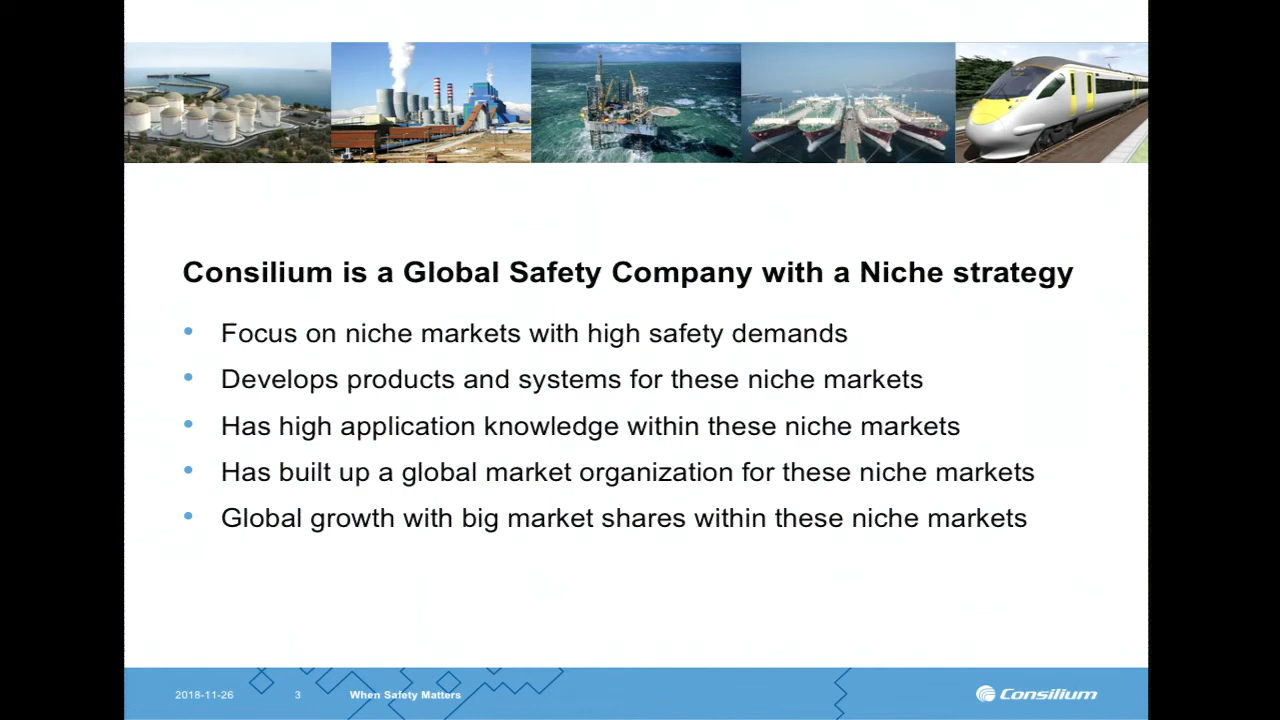 Consilium is a Global Safety Company with a Niche strategy
• Focus on niche markets with high safety demands
• Develops products and systems for these niche markets
• Has high application knowledge within these niche markets
• Has built up a global market organization for these niche markets
• Global growth with big market shares within these niche markets
2018-11-26 3 When Safety Matters Consilium